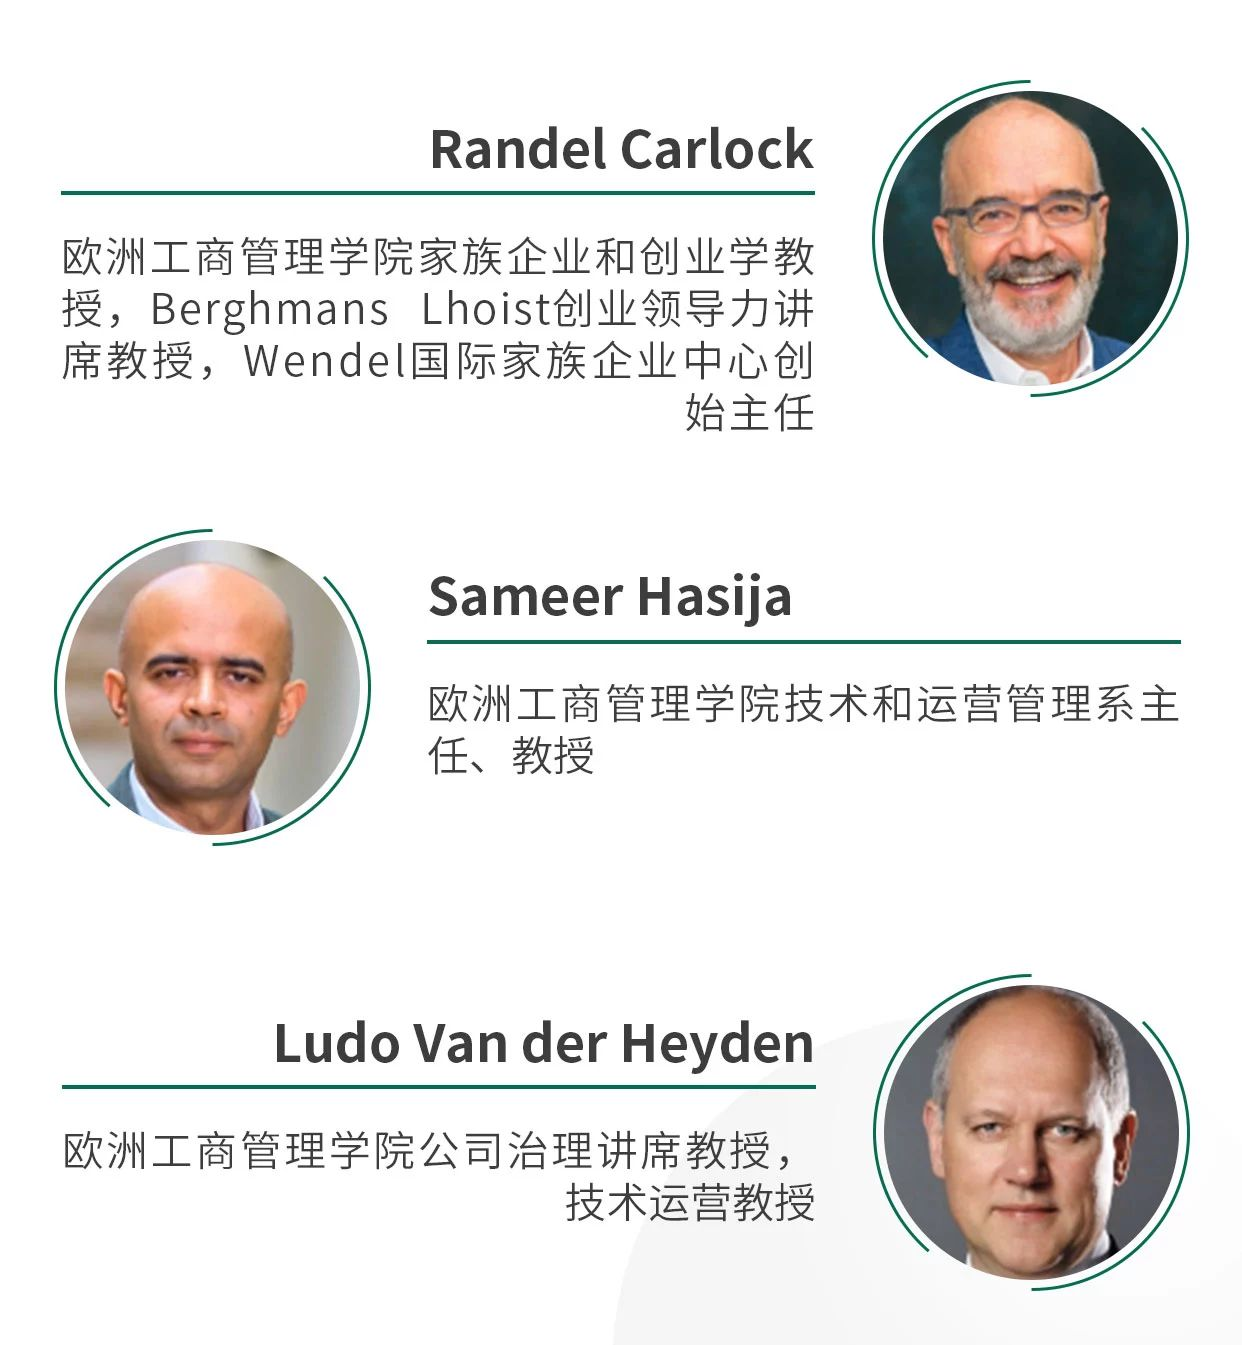 Randel Carlock
欧洲工商管理学院家族企业和创业学教
授，Berghmans Lhoist创业领导力讲
席教授，Wendel国际家族企业中心创
始主任
Sameer Hasija
欧洲工商管理学院技术和运营管理系主
任、教授
Ludo Van der Heyden
欧洲工商管理学院公司治理讲席教授，
技术运营教授